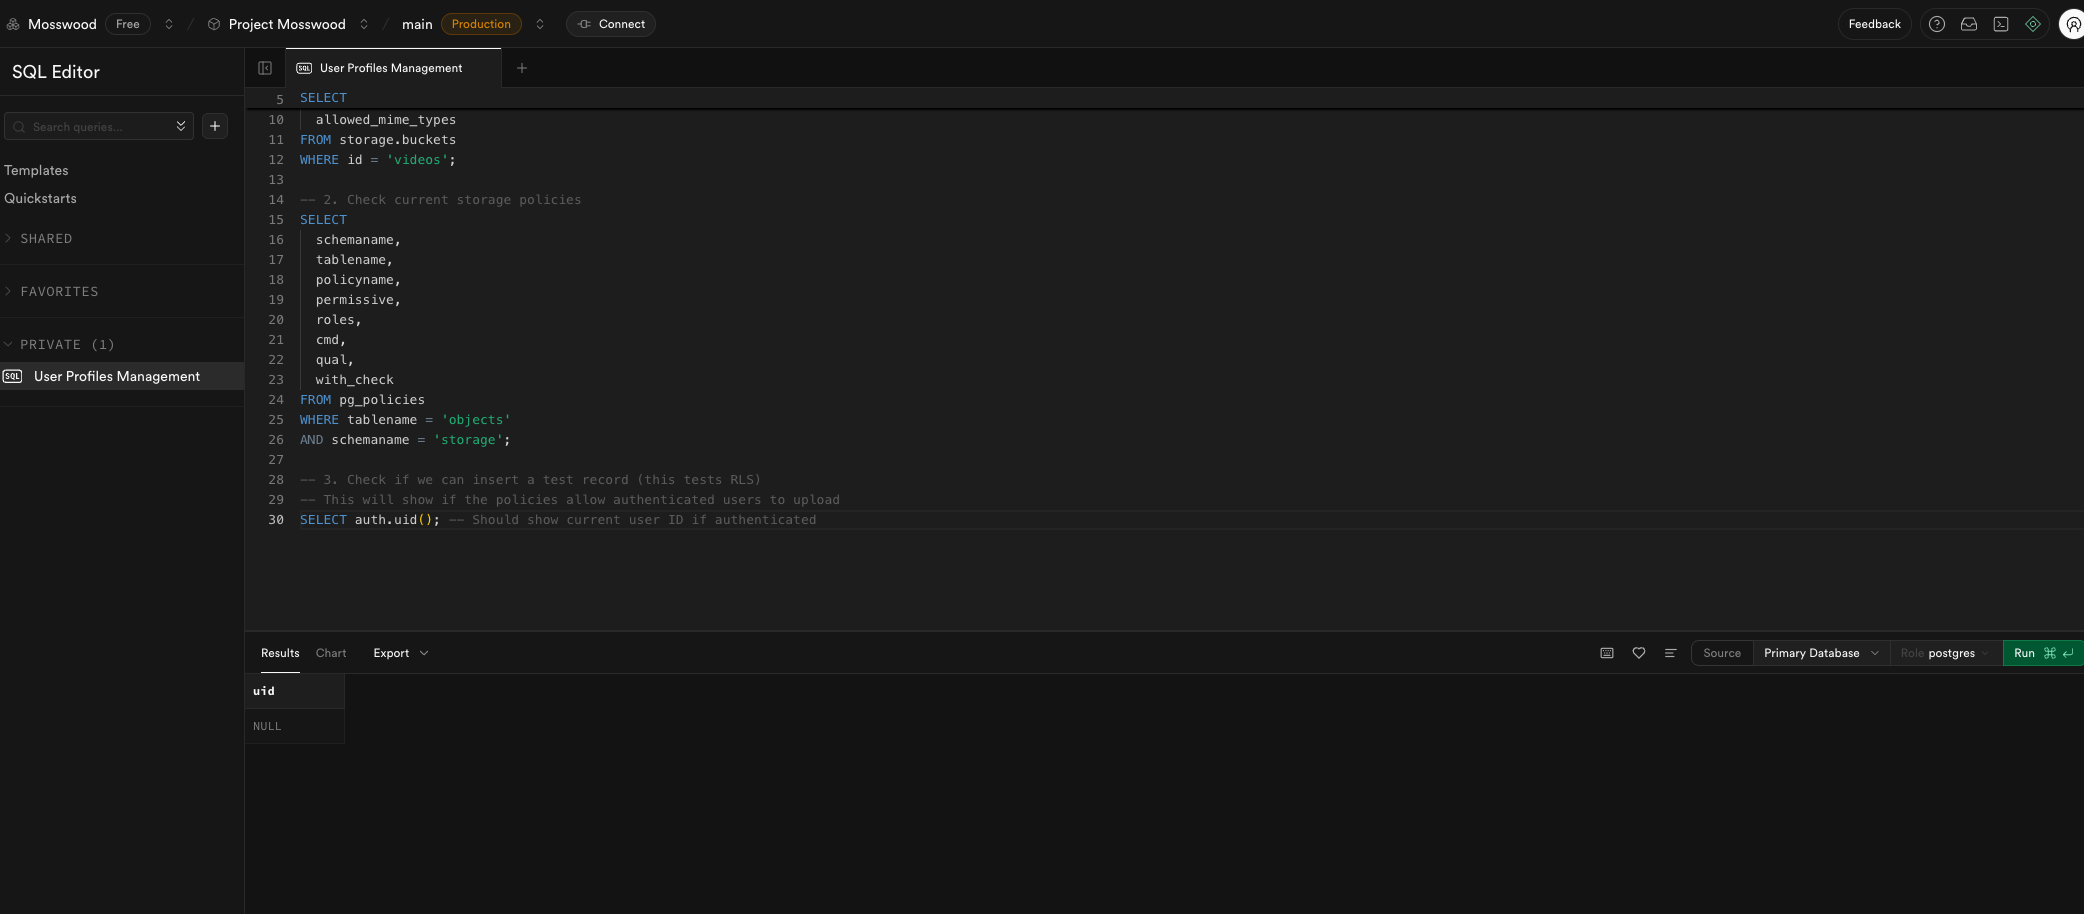 Mosswood Free / Project Mosswood / main Production Connect Feedback
SQL Editor
User Profiles Management
Search queries...
Templates
Quickstarts
SHARED
FAVORITES
PRIVATE (1)
SQL User Profiles Management
5 SELECT
10 allowed_mime_types
11 FROM storage.buckets
12 WHERE id = 'videos';
13
14 -- 2. Check current storage policies
15 SELECT
16 schemaname,
17 tablename,
18 policyname,
19 permissive,
20 roles,
21 cmd,
22 qual,
23 with_check
24 FROM pg_policies
25 WHERE tablename = 'objects'
26 AND schemaname = 'storage';
27
28 -- 3. Check if we can insert a test record (this tests RLS)
29 -- This will show if the policies allow authenticated users to upload
30 SELECT auth.uid(); -- Should show current user ID if authenticated
Results Chart Export Source Primary Database Role postgres Run ⌘ ↵
uid
NULL